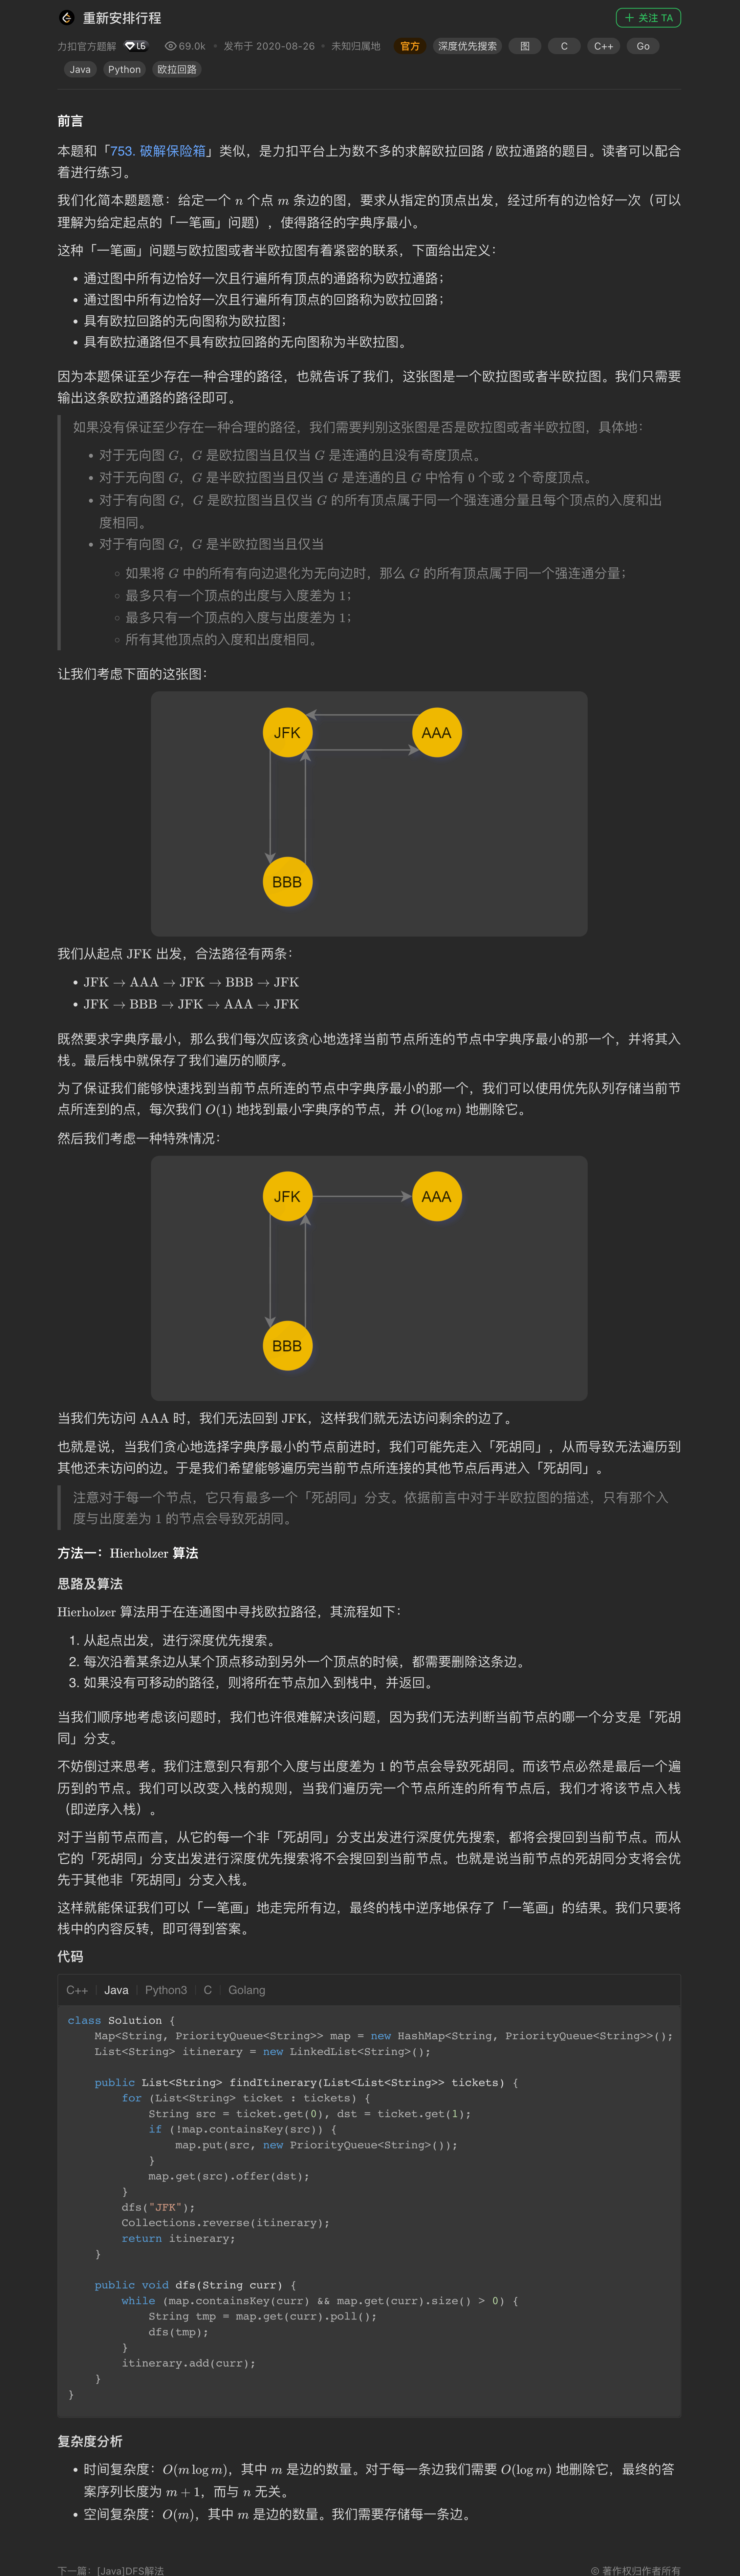 重新安排行程
＋ 关注 TA
力扣官方题解 L6 69.0k • 发布于 2020-08-26 • 未知归属地 官方 深度优先搜索 图 C C++ Go
Java Python 欧拉回路
前言
本题和「753. 破解保险箱」类似，是力扣平台上为数不多的求解欧拉回路 / 欧拉通路的题目。读者可以配合
着进行练习。
我们化简本题题意：给定一个 n 个点 m 条边的图，要求从指定的顶点出发，经过所有的边恰好一次（可以
理解为给定起点的「一笔画」问题），使得路径的字典序最小。
这种「一笔画」问题与欧拉图或者半欧拉图有着紧密的联系，下面给出定义：
• 通过图中所有边恰好一次且行遍所有顶点的通路称为欧拉通路；
• 通过图中所有边恰好一次且行遍所有顶点的回路称为欧拉回路；
• 具有欧拉回路的无向图称为欧拉图；
• 具有欧拉通路但不具有欧拉回路的无向图称为半欧拉图。
因为本题保证至少存在一种合理的路径，也就告诉了我们，这张图是一个欧拉图或者半欧拉图。我们只需要
输出这条欧拉通路的路径即可。
如果没有保证至少存在一种合理的路径，我们需要判别这张图是否是欧拉图或者半欧拉图，具体地：
• 对于无向图 G，G 是欧拉图当且仅当 G 是连通的且没有奇度顶点。
• 对于无向图 G，G 是半欧拉图当且仅当 G 是连通的且 G 中恰有 0 个或 2 个奇度顶点。
• 对于有向图 G，G 是欧拉图当且仅当 G 的所有顶点属于同一个强连通分量且每个顶点的入度和出
度相同。
• 对于有向图 G，G 是半欧拉图当且仅当
◦ 如果将 G 中的所有有向边退化为无向边时，那么 G 的所有顶点属于同一个强连通分量；
◦ 最多只有一个顶点的出度与入度差为 1；
◦ 最多只有一个顶点的入度与出度差为 1；
◦ 所有其他顶点的入度和出度相同。
让我们考虑下面的这张图：
JFK AAA
BBB
我们从起点 JFK 出发，合法路径有两条：
• JFK → AAA → JFK → BBB → JFK
• JFK → BBB → JFK → AAA → JFK
既然要求字典序最小，那么我们每次应该贪心地选择当前节点所连的节点中字典序最小的那一个，并将其入
栈。最后栈中就保存了我们遍历的顺序。
为了保证我们能够快速找到当前节点所连的节点中字典序最小的那一个，我们可以使用优先队列存储当前节
点所连到的点，每次我们 O(1) 地找到最小字典序的节点，并 O(log m) 地删除它。
然后我们考虑一种特殊情况：
JFK AAA
BBB
当我们先访问 AAA 时，我们无法回到 JFK，这样我们就无法访问剩余的边了。
也就是说，当我们贪心地选择字典序最小的节点前进时，我们可能先走入「死胡同」，从而导致无法遍历到
其他还未访问的边。于是我们希望能够遍历完当前节点所连接的其他节点后再进入「死胡同」。
注意对于每一个节点，它只有最多一个「死胡同」分支。依据前言中对于半欧拉图的描述，只有那个入
度与出度差为 1 的节点会导致死胡同。
方法一：Hierholzer 算法
思路及算法
Hierholzer 算法用于在连通图中寻找欧拉路径，其流程如下：
1. 从起点出发，进行深度优先搜索。
2. 每次沿着某条边从某个顶点移动到另外一个顶点的时候，都需要删除这条边。
3. 如果没有可移动的路径，则将所在节点加入到栈中，并返回。
当我们顺序地考虑该问题时，我们也许很难解决该问题，因为我们无法判断当前节点的哪一个分支是「死胡
同」分支。
不妨倒过来思考。我们注意到只有那个入度与出度差为 1 的节点会导致死胡同。而该节点必然是最后一个遍
历到的节点。我们可以改变入栈的规则，当我们遍历完一个节点所连的所有节点后，我们才将该节点入栈
（即逆序入栈）。
对于当前节点而言，从它的每一个非「死胡同」分支出发进行深度优先搜索，都将会搜回到当前节点。而从
它的「死胡同」分支出发进行深度优先搜索将不会搜回到当前节点。也就是说当前节点的死胡同分支将会优
先于其他非「死胡同」分支入栈。
这样就能保证我们可以「一笔画」地走完所有边，最终的栈中逆序地保存了「一笔画」的结果。我们只要将
栈中的内容反转，即可得到答案。
代码
C++ Java Python3 C Golang
class Solution {
    Map<String, PriorityQueue<String>> map = new HashMap<String, PriorityQueue<String>>();
    List<String> itinerary = new LinkedList<String>();
    public List<String> findItinerary(List<List<String>> tickets) {
        for (List<String> ticket : tickets) {
            String src = ticket.get(0), dst = ticket.get(1);
            if (!map.containsKey(src)) {
                map.put(src, new PriorityQueue<String>());
            }
            map.get(src).offer(dst);
        }
        dfs("JFK");
        Collections.reverse(itinerary);
        return itinerary;
    }
    public void dfs(String curr) {
        while (map.containsKey(curr) && map.get(curr).size() > 0) {
            String tmp = map.get(curr).poll();
            dfs(tmp);
        }
        itinerary.add(curr);
    }
}
复杂度分析
• 时间复杂度：O(m log m)，其中 m 是边的数量。对于每一条边我们需要 O(log m) 地删除它，最终的答
案序列长度为 m + 1，而与 n 无关。
• 空间复杂度：O(m)，其中 m 是边的数量。我们需要存储每一条边。
下一篇：[Java]DFS解法
© 著作权归作者所有